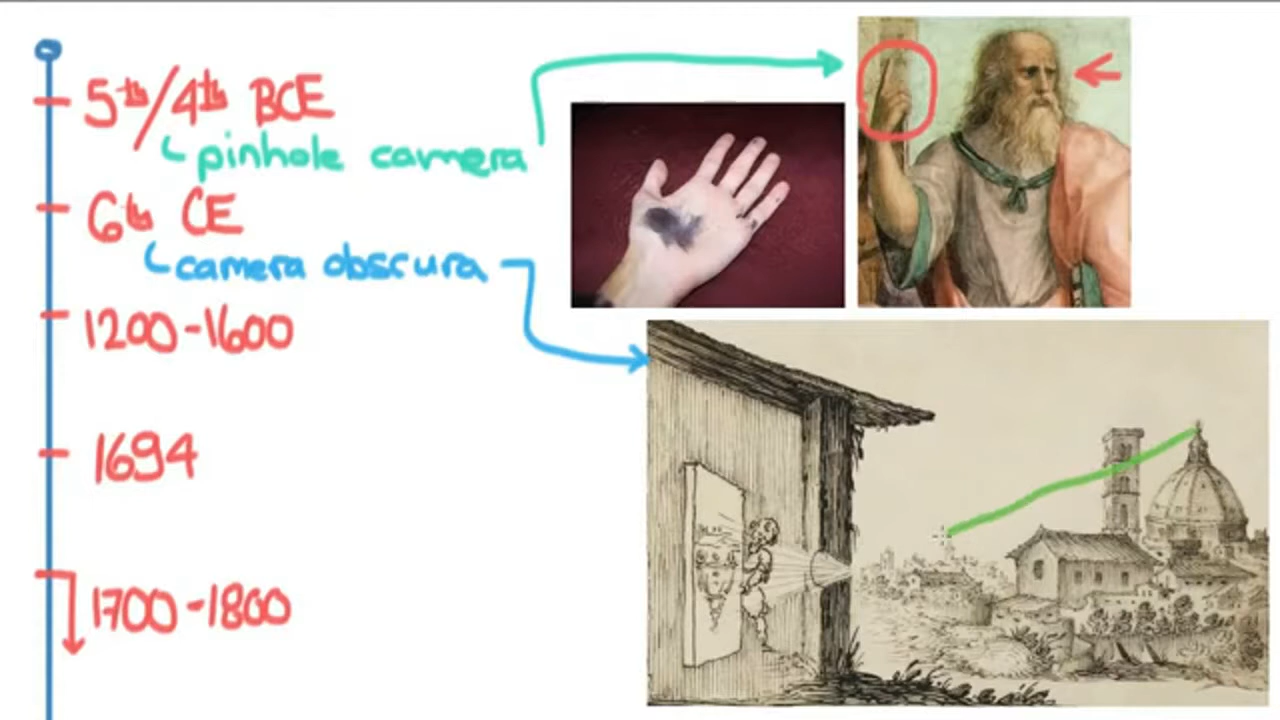 5th/4th BCE
pinhole camera
6th CE
camera obscura
1200-1600
1694
1700-1800